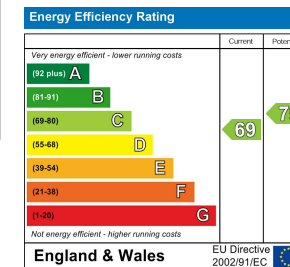 Energy Efficiency Rating
Current
Very energy efficient - lower running costs
(92 plus) A
(81-91) B
(69-80) C
(55-68) D
(39-54) E
(21-38) F
(1-20) G
69
Not energy efficient - higher running costs
England & Wales
EU Directive
2002/91/EC